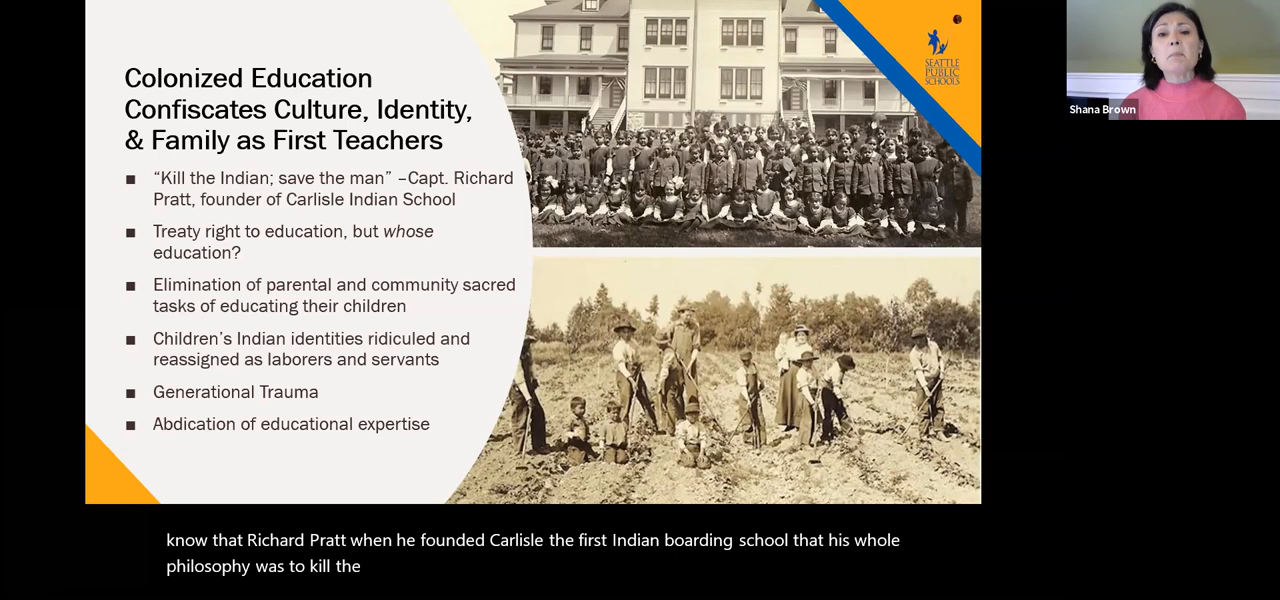 Colonized Education
Confiscates Culture, Identity,
& Family as First Teachers
■ “Kill the Indian; save the man” –Capt. Richard
Pratt, founder of Carlisle Indian School
■ Treaty right to education, but whose
education?
■ Elimination of parental and community sacred
tasks of educating their children
■ Children’s Indian identities ridiculed and
reassigned as laborers and servants
■ Generational Trauma
■ Abdication of educational expertise
SEATTLE
PUBLIC
SCHOOLS
Shana Brown
know that Richard Pratt when he founded Carlisle the first Indian boarding school that his whole
philosophy was to kill the